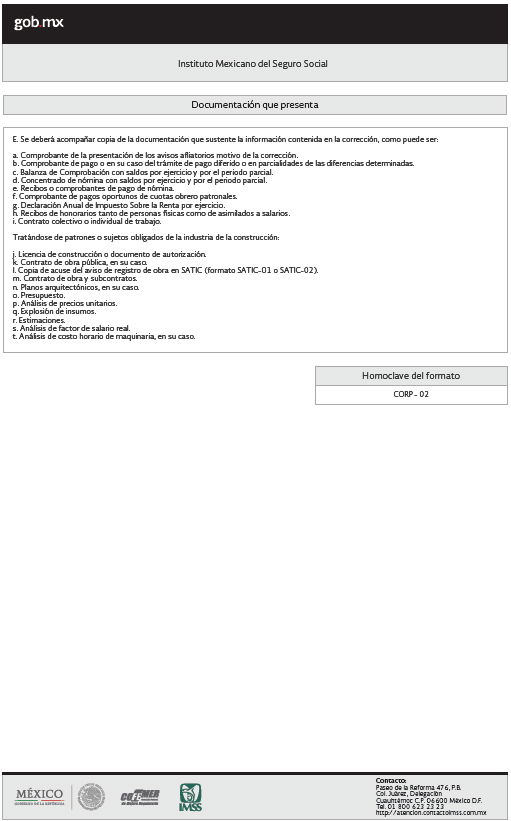 gob.mx
Instituto Mexicano del Seguro Social
Documentación que presenta
E. Se deberá acompañar copia de la documentación que sustente la información contenida en la corrección, como puede ser:
a. Comprobante de la presentación de los avisos afiliatorios motivo de la corrección.
b. Comprobante de pago o en su caso del trámite de pago diferido o en parcialidades de las diferencias determinadas.
c. Balanza de Comprobación con saldos por ejercicio y por el periodo parcial.
d. Concentrado de nómina con saldos por ejercicio y por el periodo parcial.
e. Recibos o comprobantes de pago de nómina.
f. Comprobante de pagos oportunos de cuotas obrero patronales.
g. Declaración Anual de Impuesto Sobre la Renta por ejercicio.
h. Recibos de honorarios tanto de personas físicas como de asimilados a salarios.
i. Contrato colectivo o individual de trabajo.
Tratándose de patrones o sujetos obligados de la industria de la construcción:
j. Licencia de construcción o documento de autorización.
k. Contrato de obra pública, en su caso.
l. Copia de acuse del aviso de registro de obra en SATIC (formato SATIC-01 o SATIC-02).
m. Contrato de obra y subcontratos.
n. Planos arquitectónicos, en su caso.
o. Presupuesto.
p. Análisis de precios unitarios.
q. Explosión de insumos.
r. Estimaciones.
s. Análisis de factor de salario real.
t. Análisis de costo horario de maquinaria, en su caso.
Homoclave del formato
CORP - 02
MÉXICO
GOBIERNO DE LA REPÚBLICA
COFEMER
IMSS
Contacto:
Paseo de la Reforma 476, P.B.
Col. Juárez, Delegación
Cuauhtémoc C.P. 06600 México D.F.
Tel. 01 800 623 23 23
http://atencion.contactoimss.com.mx